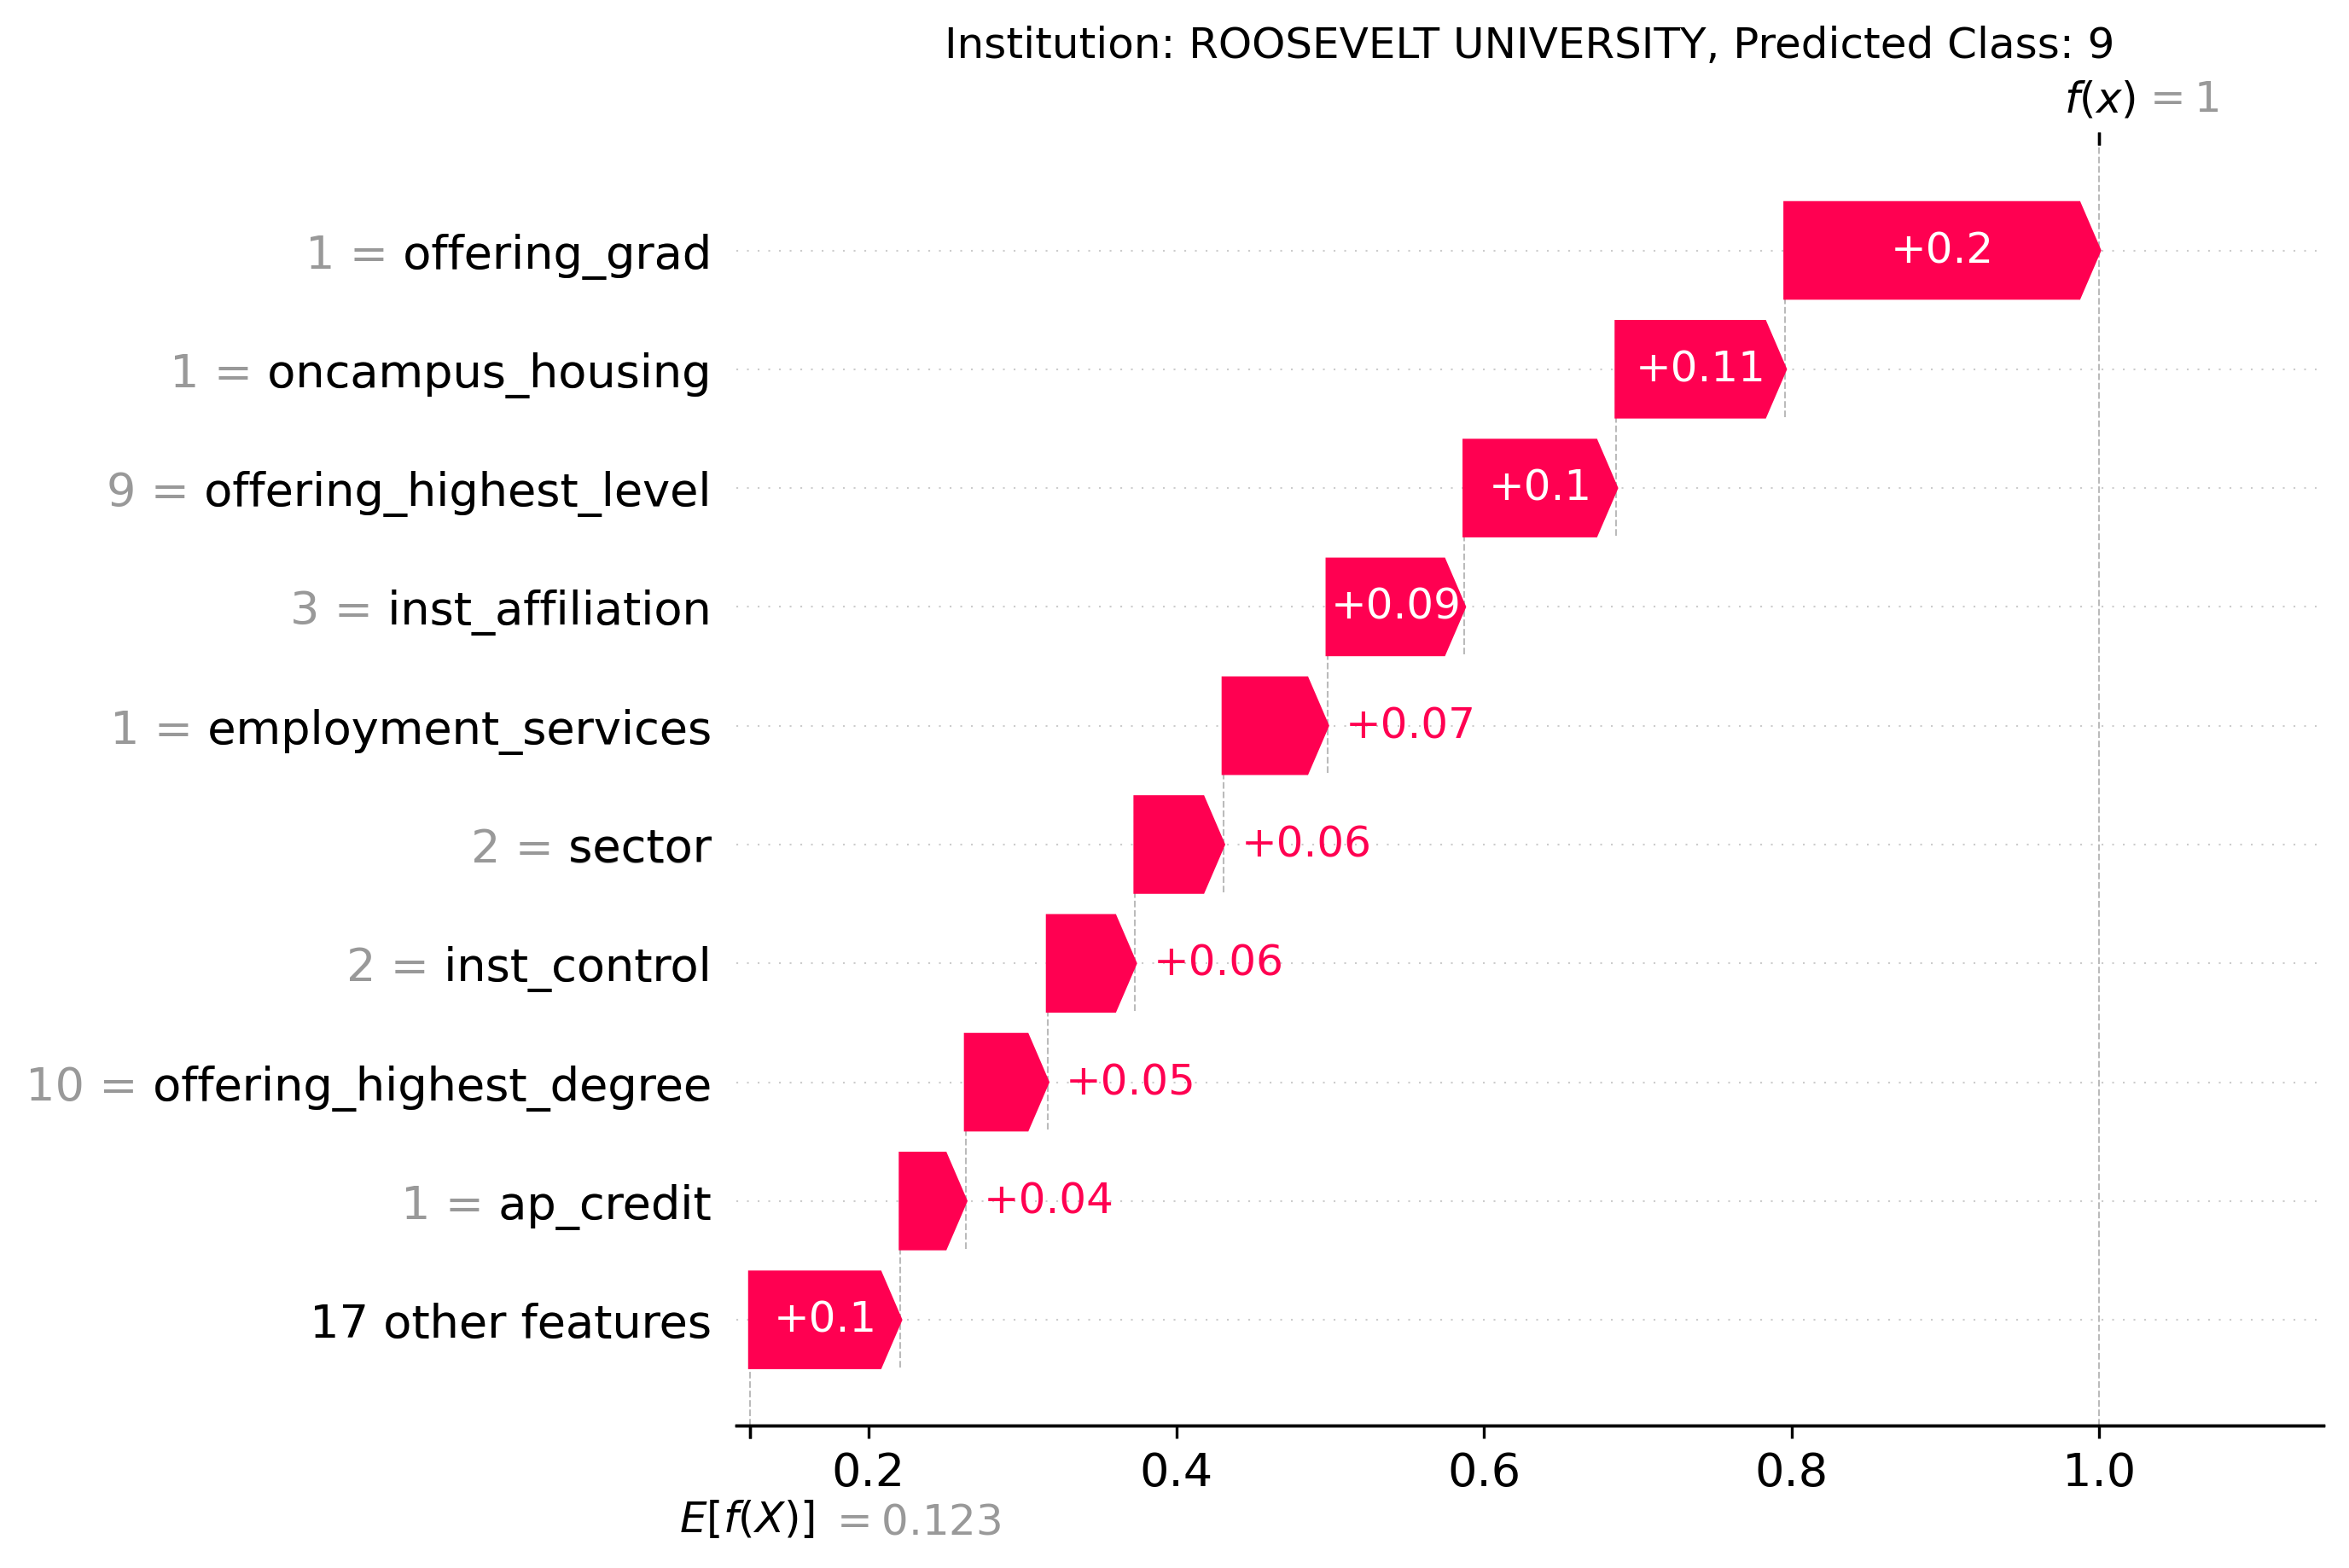 Institution: ROOSEVELT UNIVERSITY, Predicted Class: 9
f(x) = 1
1 = offering_grad +0.2
1 = oncampus_housing +0.11
9 = offering_highest_level +0.1
3 = inst_affiliation +0.09
1 = employment_services +0.07
2 = sector +0.06
2 = inst_control +0.06
10 = offering_highest_degree +0.05
1 = ap_credit +0.04
17 other features +0.1
0.2 0.4 0.6 0.8 1.0
E[f(X)] = 0.123